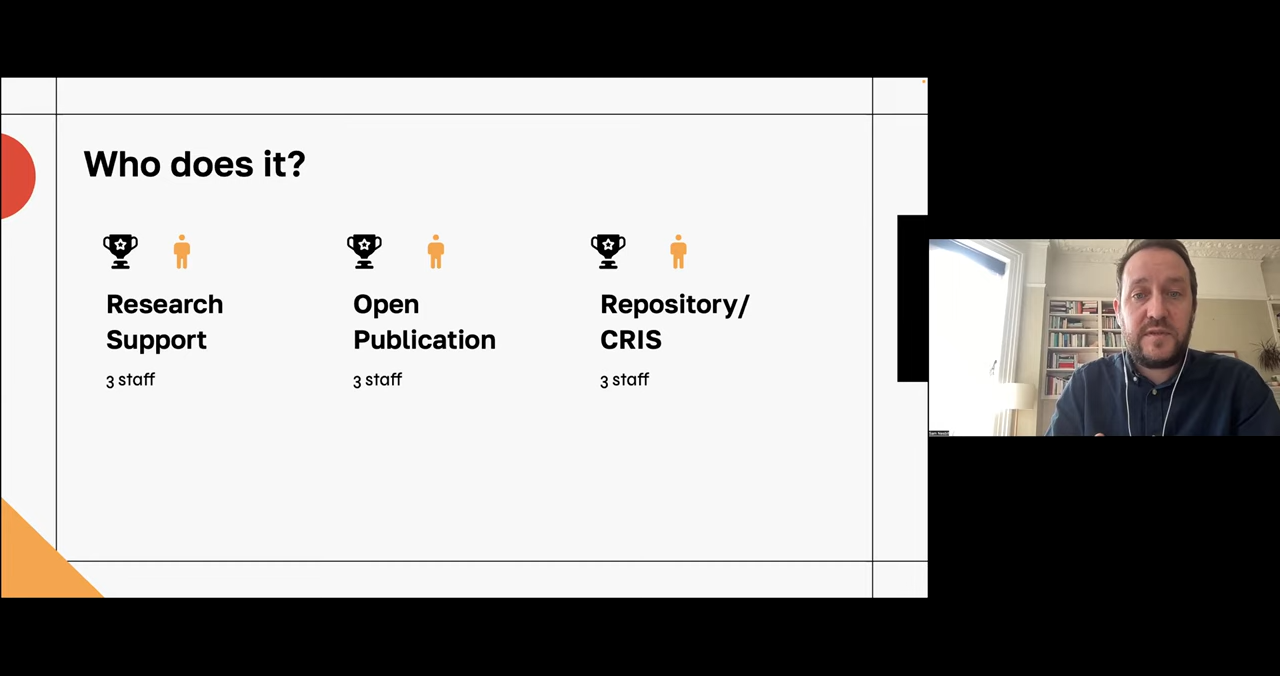 Who does it?
Research
Support
3 staff
Open
Publication
3 staff
Repository/
CRIS
3 staff